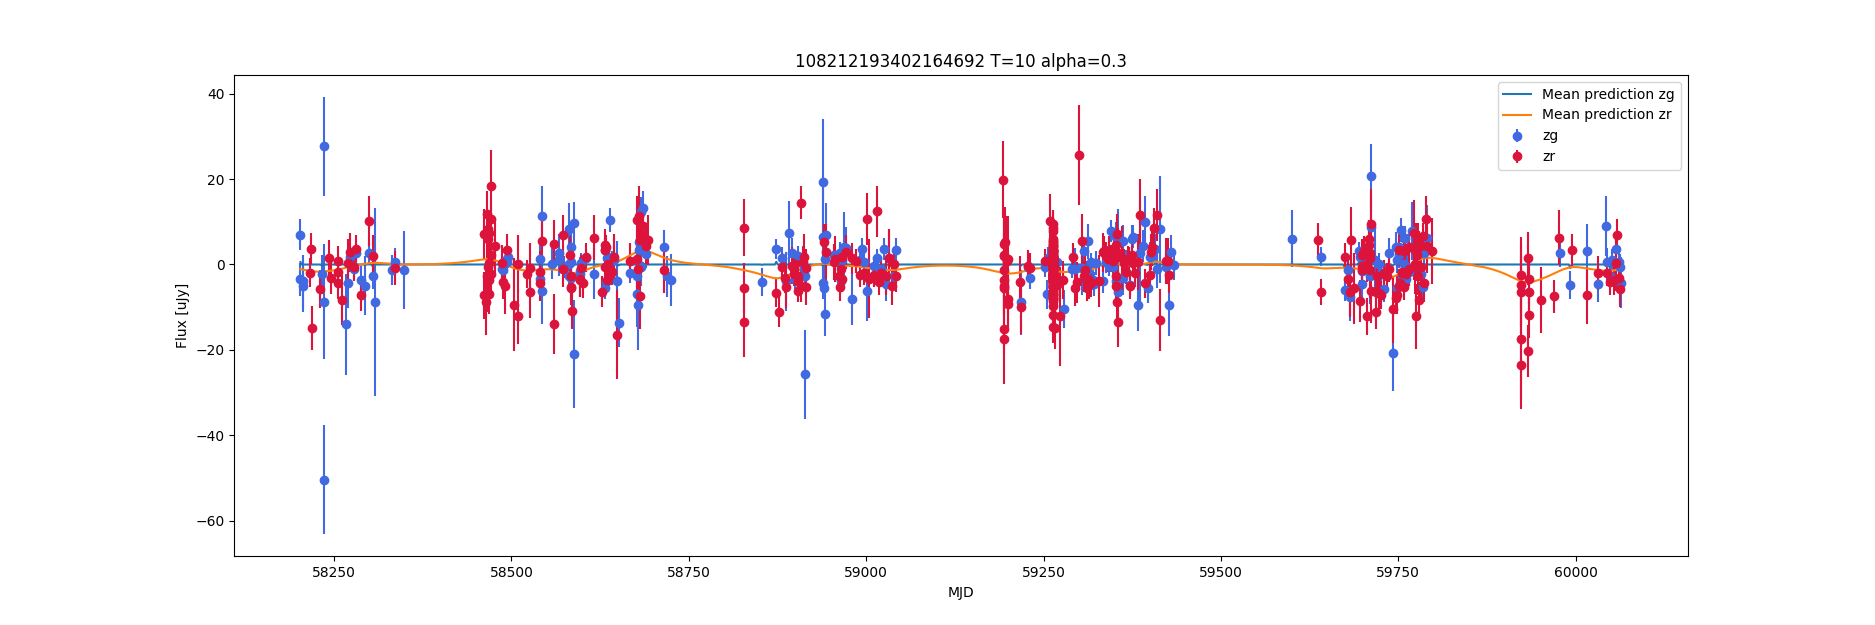 108212193402164692 T=10 alpha=0.3
Mean prediction zg
Mean prediction zr
zg
zr
40
20
0
−20
−40
−60
Flux [uJy]
58250 58500 58750 59000 59250 59500 59750 60000
MJD